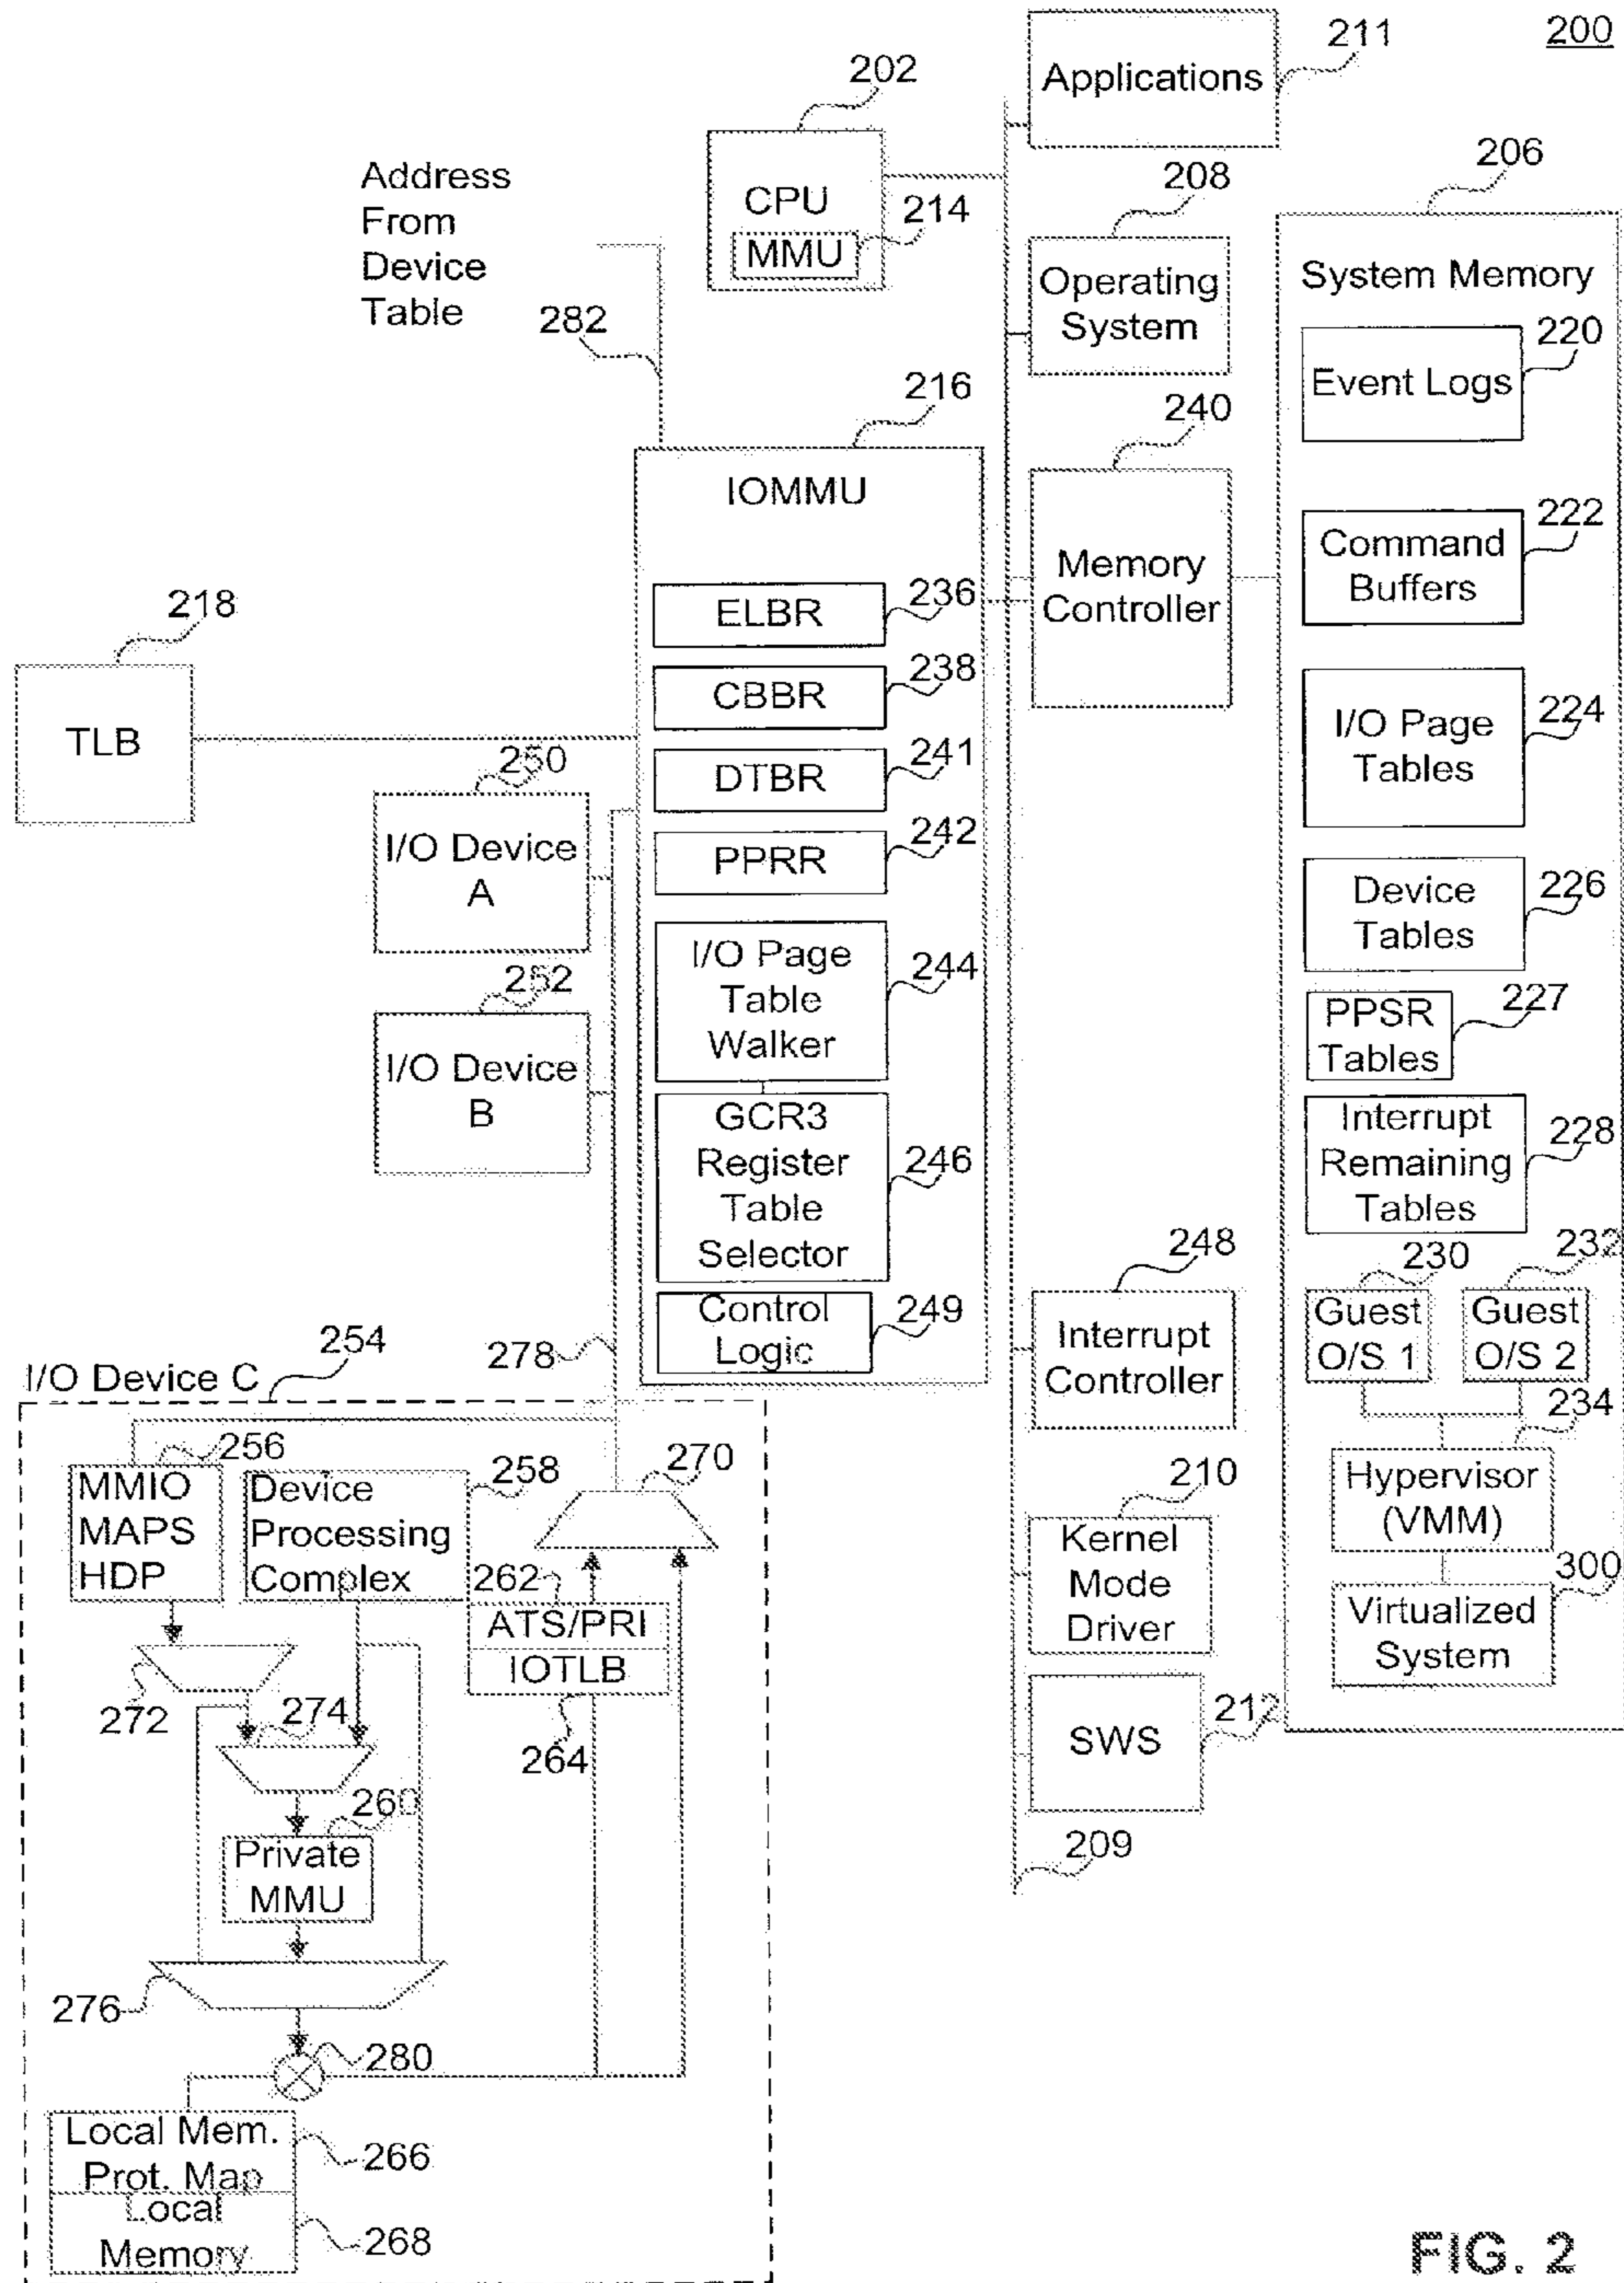 200
211
Applications
202
Address
From
Device
Table
CPU
214
MMU
208
Operating
System
206
System Memory
282
220
Event Logs
216
IOMMU
240
Memory
Controller
222
Command
Buffers
ELBR
236
CBBR
238
218
TLB
224
I/O Page
Tables
250
I/O Device
A
DTBR
241
PPRR
242
Device
Tables
226
252
I/O Device
B
I/O Page
Table
Walker
244
PPSR
Tables
227
GCR3
Register
Table
Selector
246
Interrupt
Remaining
Tables
228
248
Interrupt
Controller
230
232
Guest
O/S 1
Guest
O/S 2
Control
Logic
249
278
254
I/O Device C
234
Hypervisor
(VMM)
256
MMIO
MAPS
HDP
258
Device
Processing
Complex
270
262
ATS/PRI
IOTLB
264
210
Kernel
Mode
Driver
300
Virtualized
System
272
274
SWS
212
260
Private
MMU
209
276
280
Local Mem.
Prot. Map
266
Local
Memory
268
FIG. 2